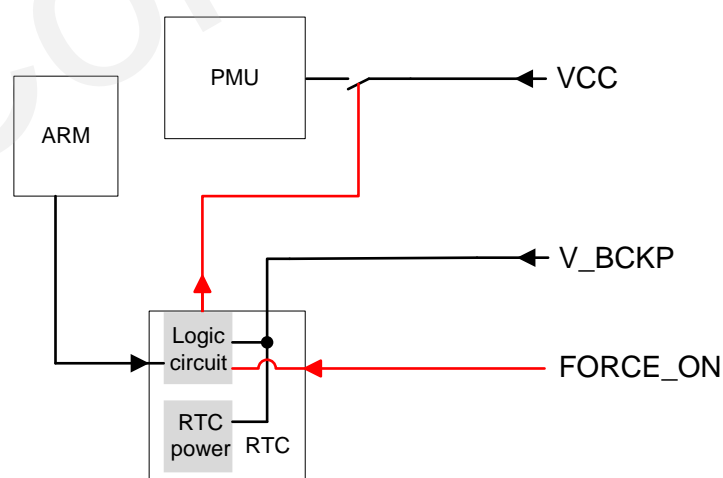 PMU
VCC
ARM
V_BCKP
Logic
circuit
FORCE_ON
RTC
power
RTC